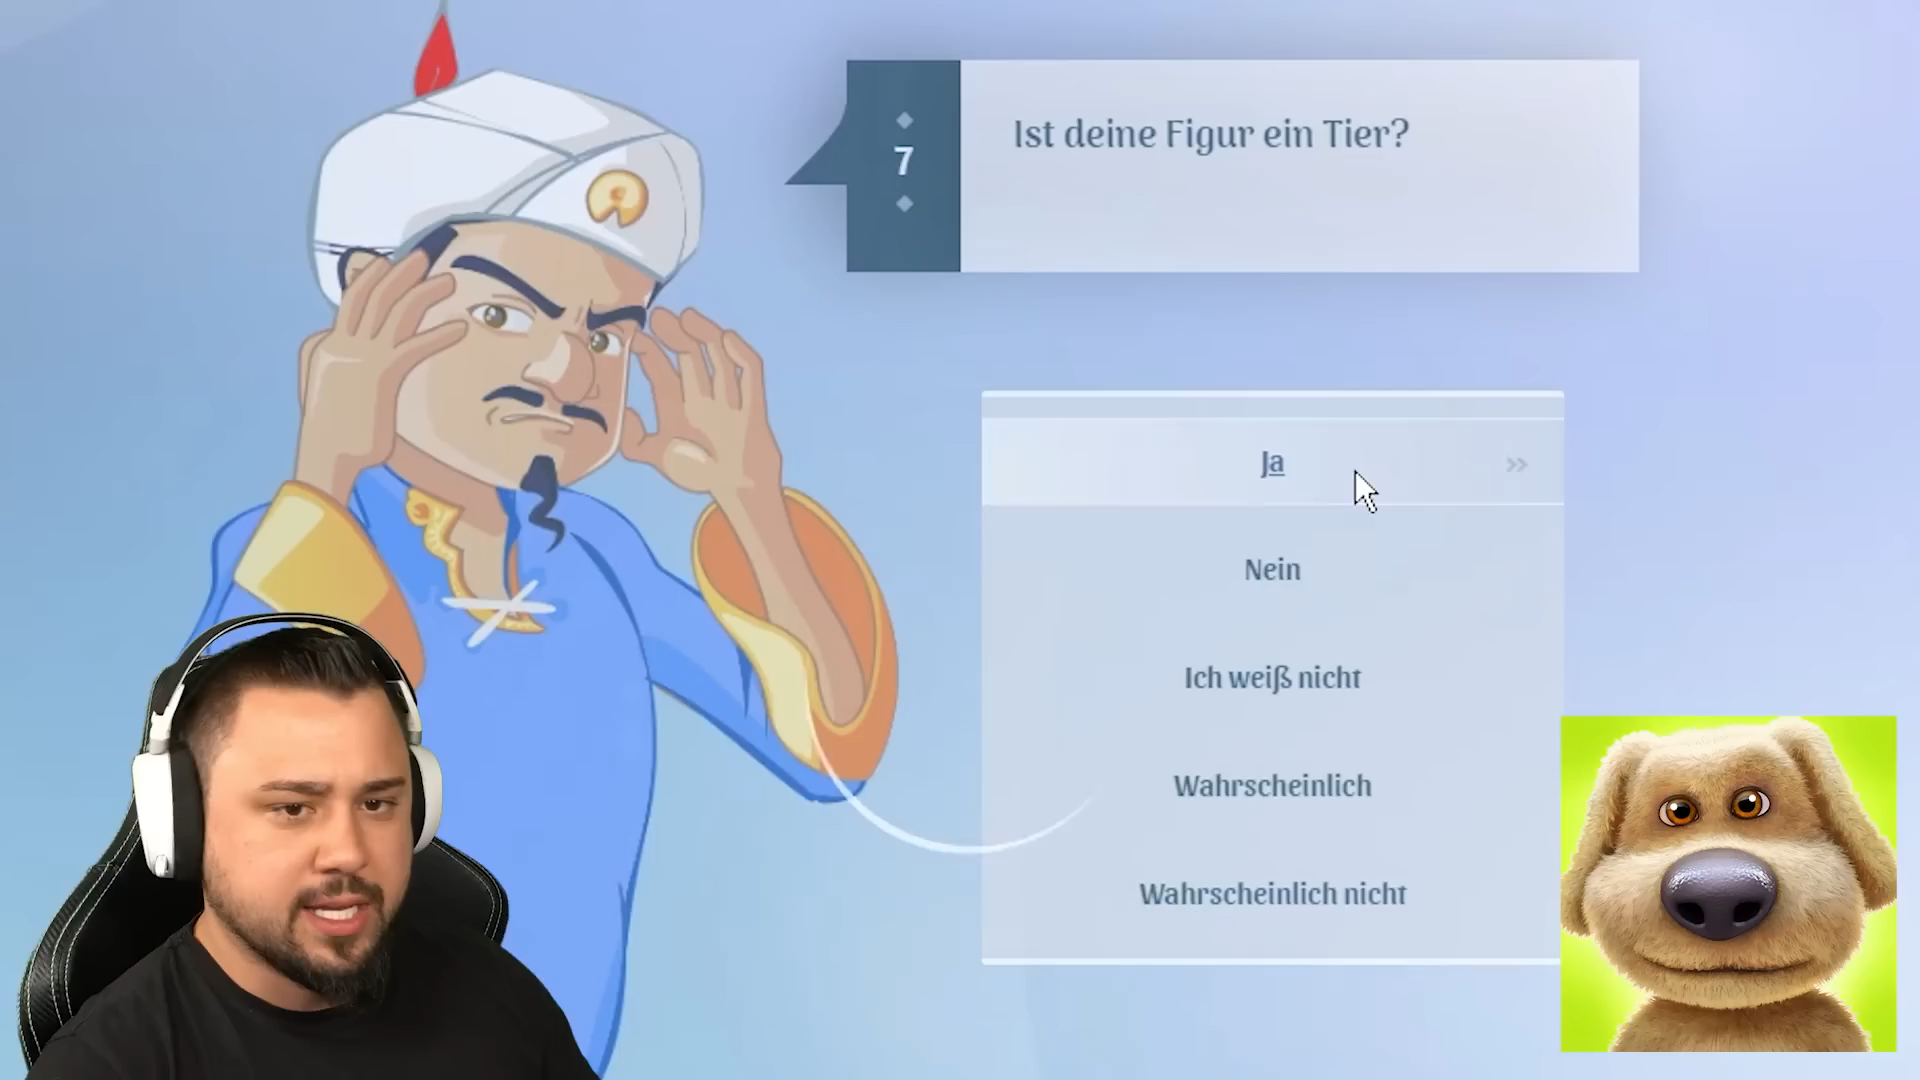 7
Ist deine Figur ein Tier?
Ja
Nein
Ich weiß nicht
Wahrscheinlich
Wahrscheinlich nicht